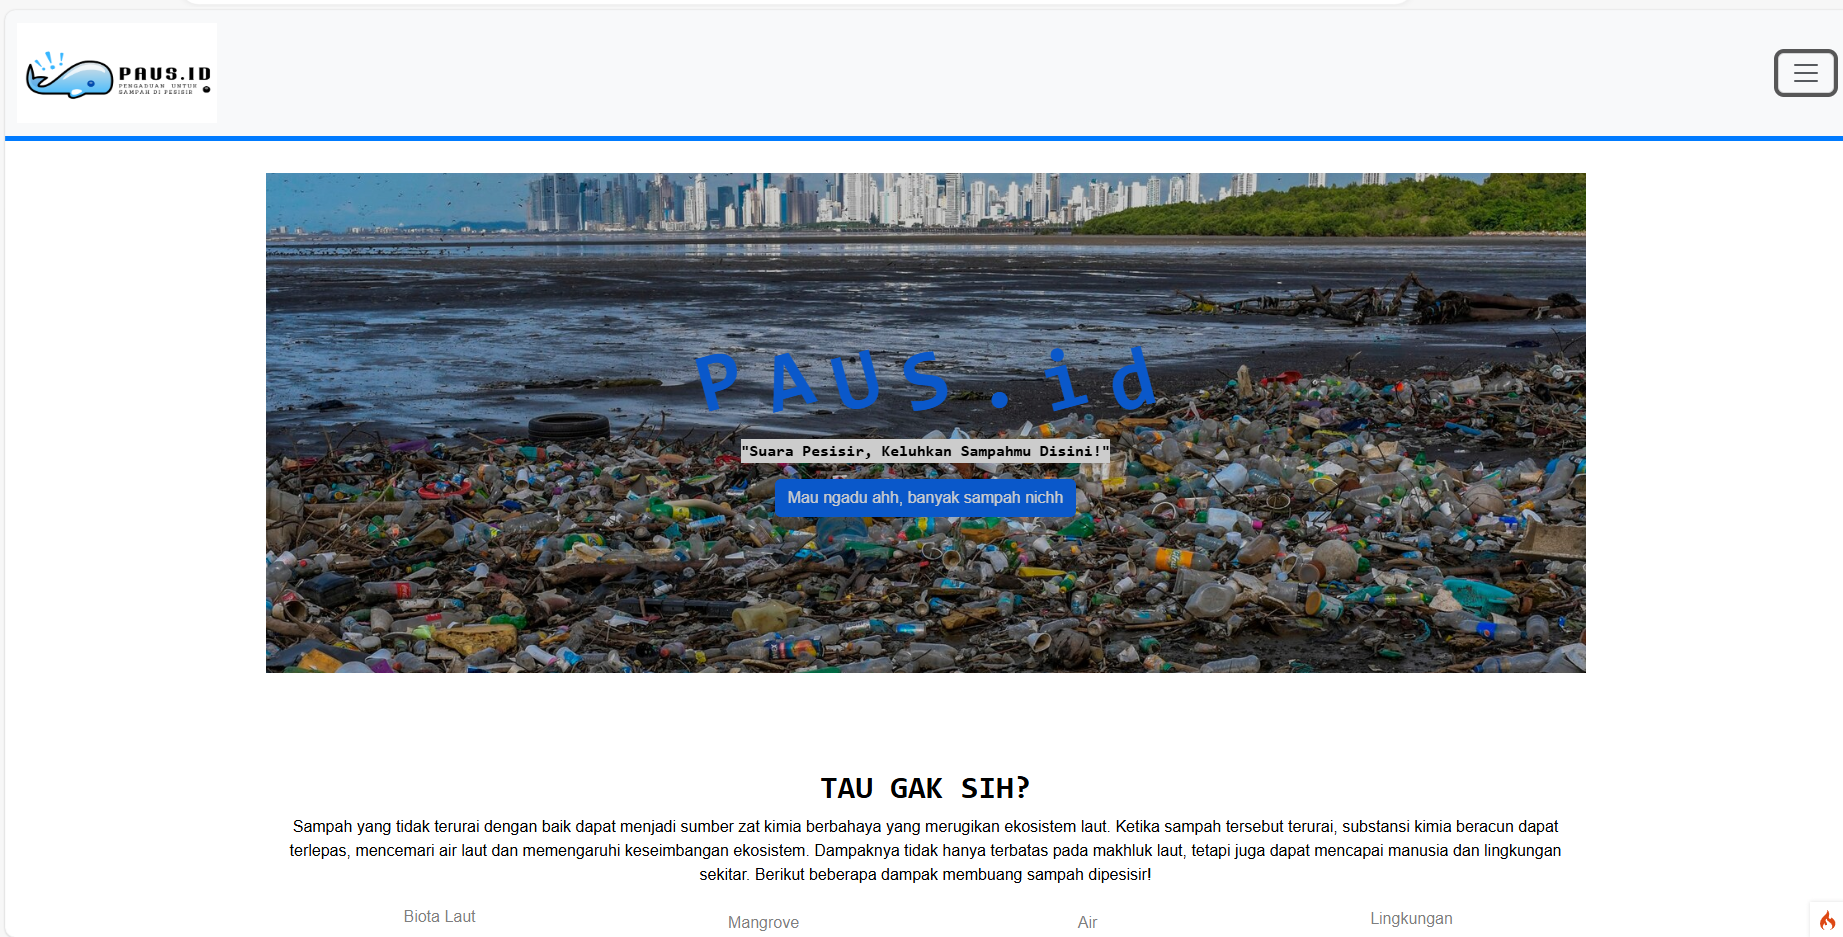 PAUS.ID
PENGADUAN UNTUK
SAMPAH DI PESISIR
PAUS.id
"Suara Pesisir, Keluhkan Sampahmu Disini!"
Mau ngadu ahh, banyak sampah nichh
TAU GAK SIH?
Sampah yang tidak terurai dengan baik dapat menjadi sumber zat kimia berbahaya yang merugikan ekosistem laut. Ketika sampah tersebut terurai, substansi kimia beracun dapat
terlepas, mencemari air laut dan memengaruhi keseimbangan ekosistem. Dampaknya tidak hanya terbatas pada makhluk laut, tetapi juga dapat mencapai manusia dan lingkungan
sekitar. Berikut beberapa dampak membuang sampah dipesisir!
Biota Laut
Mangrove
Air
Lingkungan